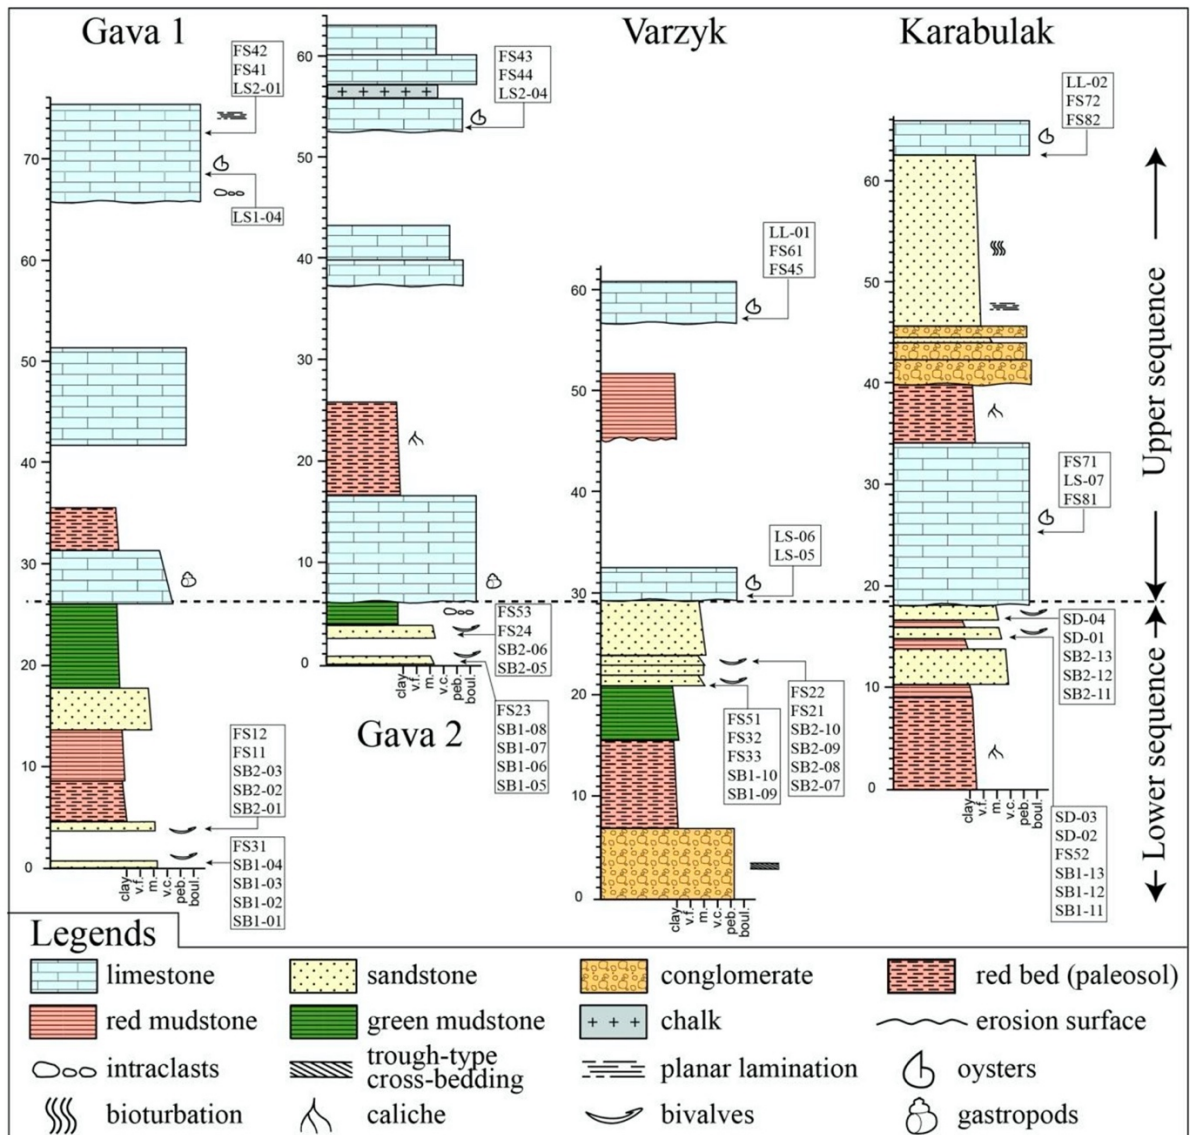 Gava 1
FS42
FS41
LS2-01
LS1-04
70
60
50
40
30
20
10
0
FS12
FS11
SB2-03
SB2-02
SB2-01
FS31
SB1-04
SB1-03
SB1-02
SB1-01
clay
v.f.
m.
v.c.
peb.
boul.
60
50
40
30
20
10
0
FS43
FS44
LS2-04
FS53
FS24
SB2-06
SB2-05
FS23
SB1-08
SB1-07
SB1-06
SB1-05
clay
v.f.
m.
v.c.
peb.
boul.
Gava 2
Varzyk
LL-01
FS61
FS45
60
50
40
30
20
10
0
LS-06
LS-05
FS22
FS21
SB2-10
SB2-09
SB2-08
SB2-07
FS51
FS32
FS33
SB1-10
SB1-09
clay
v.f.
m.
v.c.
peb.
boul.
Karabulak
LL-02
FS72
FS82
60
50
40
30
20
10
0
FS71
LS-07
FS81
SD-04
SD-01
SB2-13
SB2-12
SB2-11
SD-03
SD-02
FS52
SB1-13
SB1-12
SB1-11
clay
v.f.
m.
v.c.
peb.
boul.
Upper sequence
Lower sequence
Legends
limestone
sandstone
conglomerate
red bed (paleosol)
red mudstone
green mudstone
chalk
erosion surface
intraclasts
trough-type
cross-bedding
planar lamination
oysters
bioturbation
caliche
bivalves
gastropods